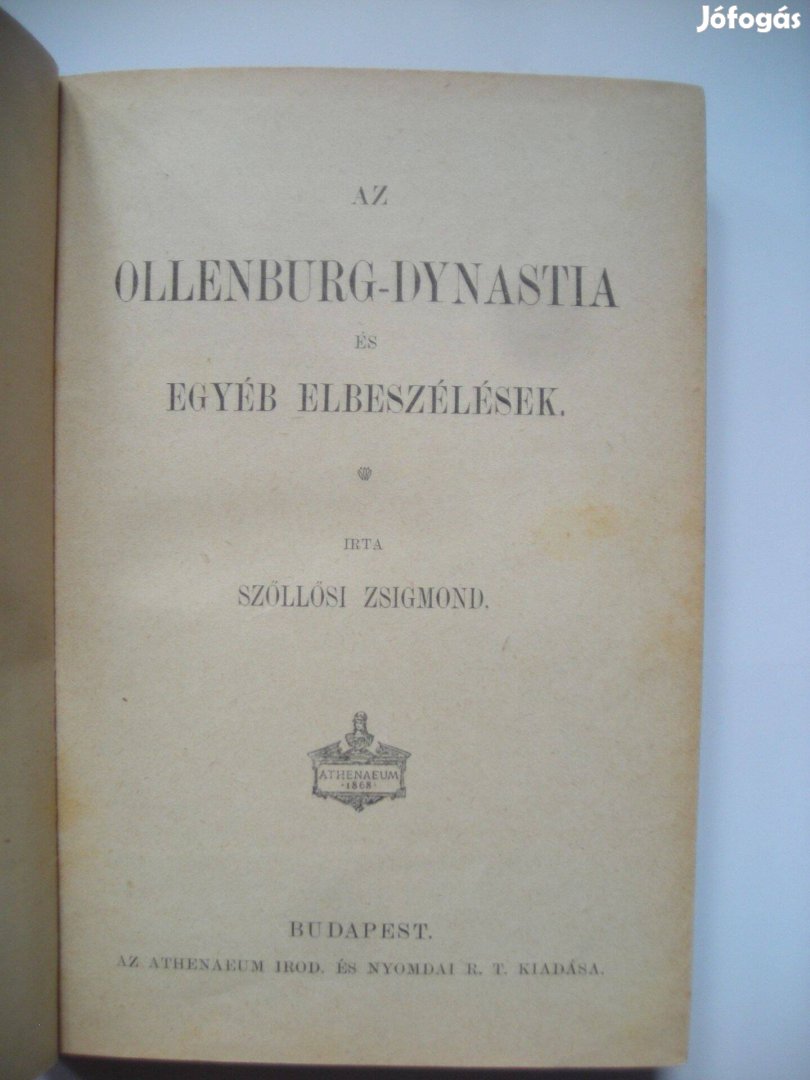 Jófogás
AZ
OLLENBURG-DYNASTIA
ÉS
EGYÉB ELBESZÉLÉSEK.
IRTA
SZŐLLŐSI ZSIGMOND.
ATHENAEUM
·1868·
BUDAPEST.
AZ ATHENAEUM IROD. ÉS NYOMDAI R. T. KIADÁSA.